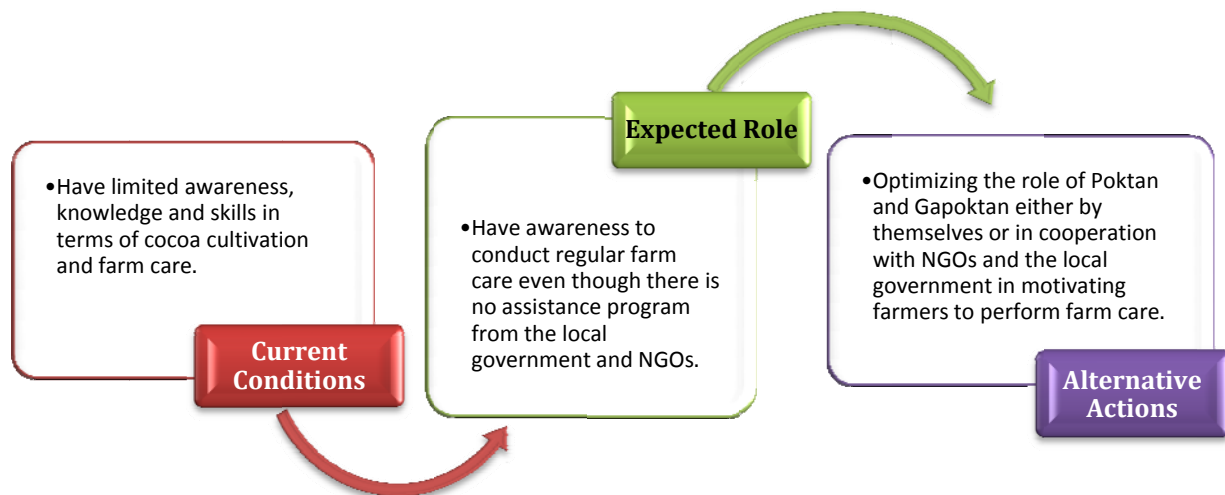 •Have limited awareness,
knowledge and skills in
terms of cocoa cultivation
and farm care.
Current
Conditions
Expected Role
•Have awareness to
conduct regular farm
care even though there is
no assistance program
from the local
government and NGOs.
•Optimizing the role of Poktan
and Gapoktan either by
themselves or in cooperation
with NGOs and the local
government in motivating
farmers to perform farm care.
Alternative
Actions